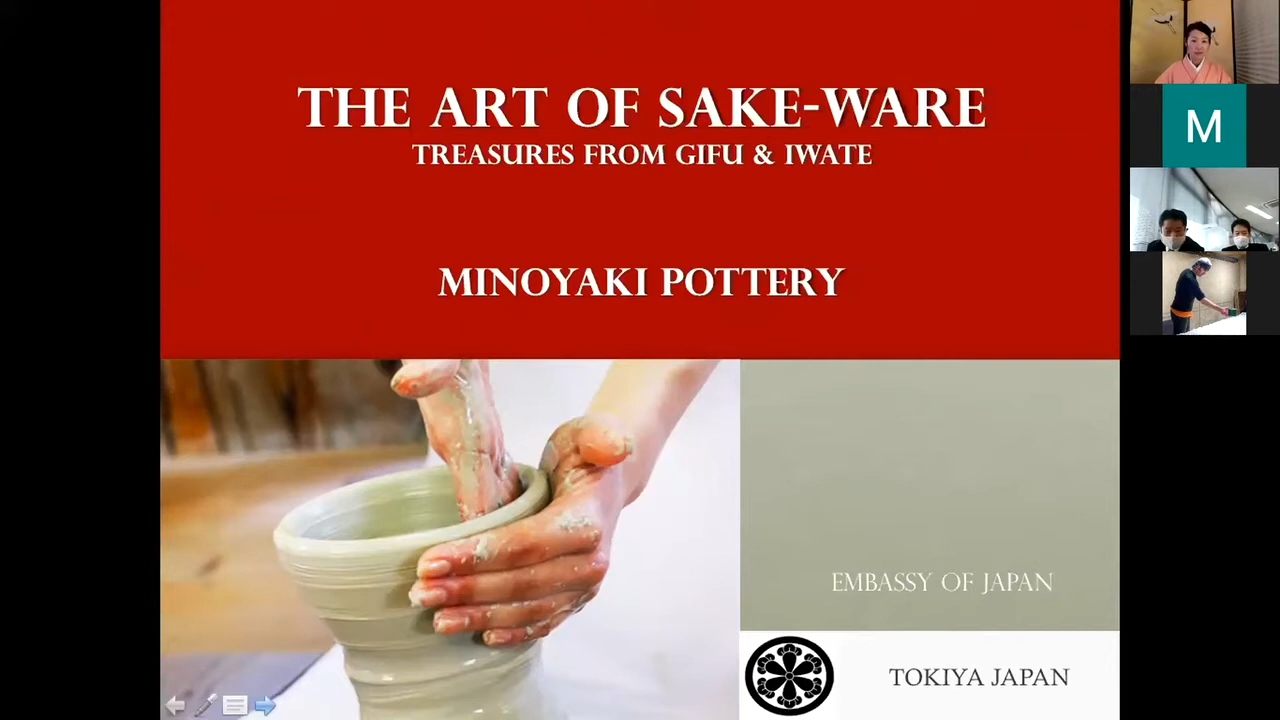 THE ART OF SAKE-WARE
TREASURES FROM GIFU & IWATE
MINOYAKI POTTERY
EMBASSY OF JAPAN
TOKIYA JAPAN
M